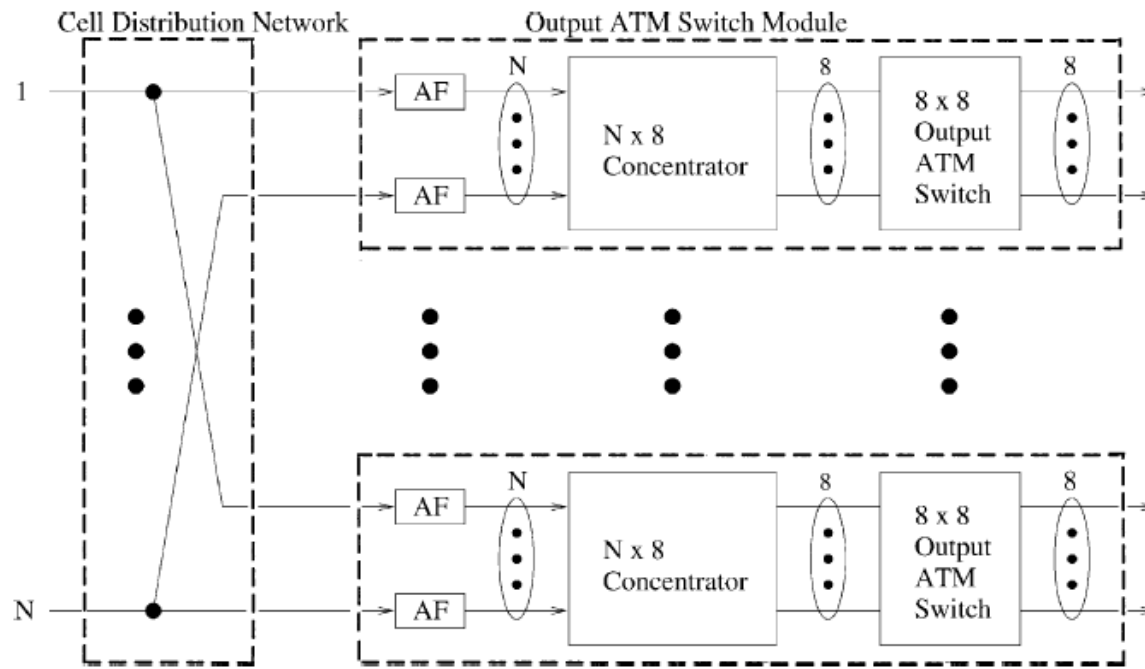 Cell Distribution Network
Output ATM Switch Module
1
AF
N
N x 8
Concentrator
8
8 x 8
Output
ATM
Switch
8
AF
AF
N
N x 8
Concentrator
8
8 x 8
Output
ATM
Switch
8
N
AF